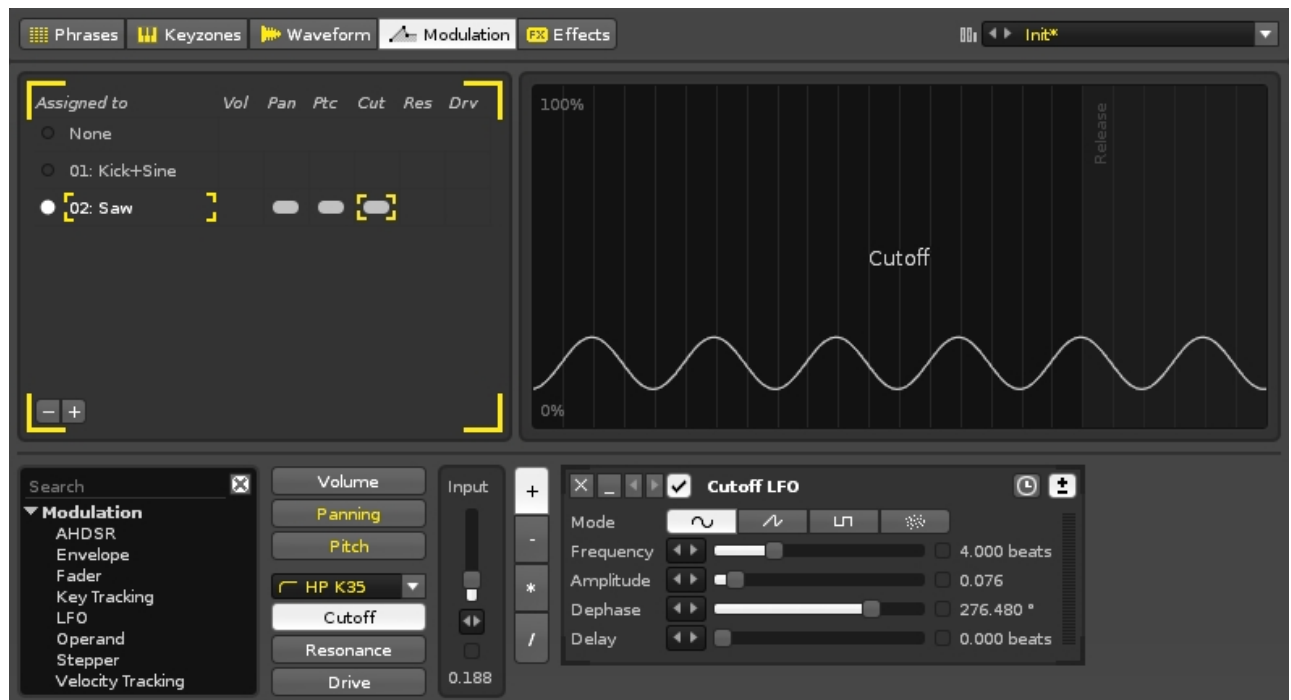 Phrases Keyzones Waveform Modulation FX Effects Init*
Assigned to Vol Pan Ptc Cut Res Drv
None
01: Kick+Sine
02: Saw
- +
100%
Release
Cutoff
0%
Search
Modulation
AHDSR
Envelope
Fader
Key Tracking
LFO
Operand
Stepper
Velocity Tracking
Volume
Panning
Pitch
HP K35
Cutoff
Resonance
Drive
Input
0.188
+
-
*
/
Cutoff LFO
Mode
Frequency 4.000 beats
Amplitude 0.076
Dephase 276.480 °
Delay 0.000 beats